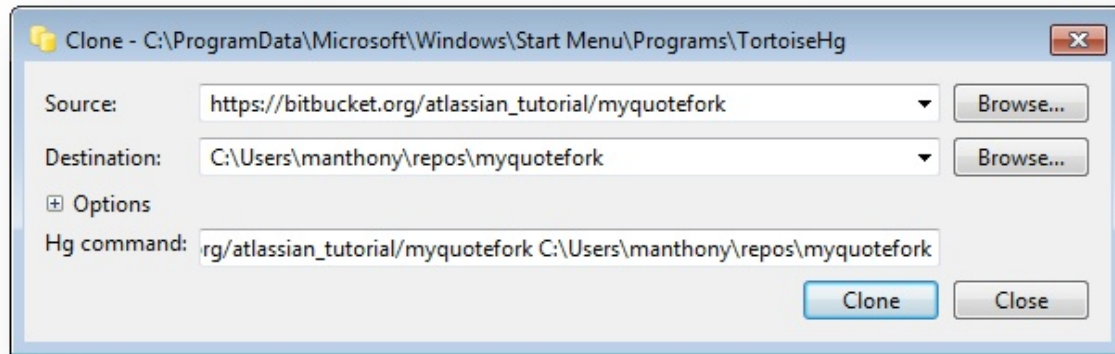 Clone - C:\ProgramData\Microsoft\Windows\Start Menu\Programs\TortoiseHg
Source: https://bitbucket.org/atlassian_tutorial/myquotefork Browse...
Destination: C:\Users\manthony\repos\myquotefork Browse...
Options
Hg command: rg/atlassian_tutorial/myquotefork C:\Users\manthony\repos\myquotefork
Clone Close